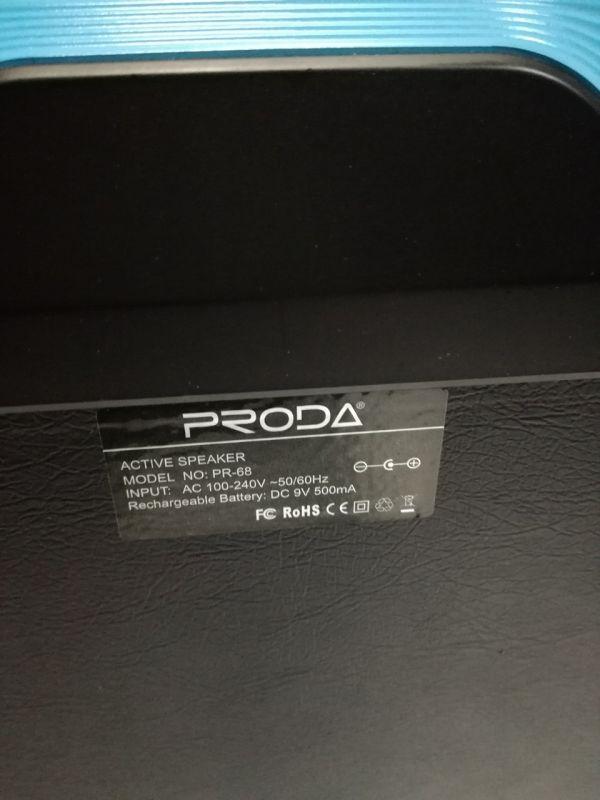 PRODA®
ACTIVE SPEAKER
MODEL NO: PR-68
INPUT: AC 100-240V ~50/60Hz
Rechargeable Battery: DC 9V 500mA
FC RoHS CE